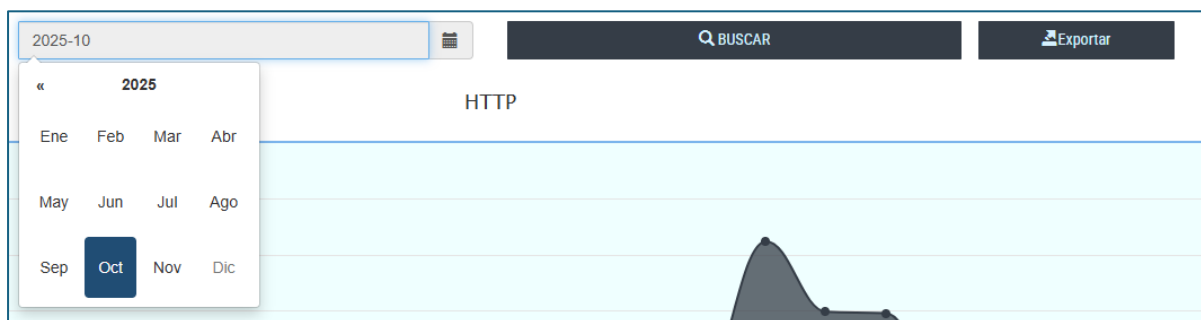 2025-10
BUSCAR
Exportar
« 2025
HTTP
Ene Feb Mar Abr
May Jun Jul Ago
Sep Oct Nov Dic